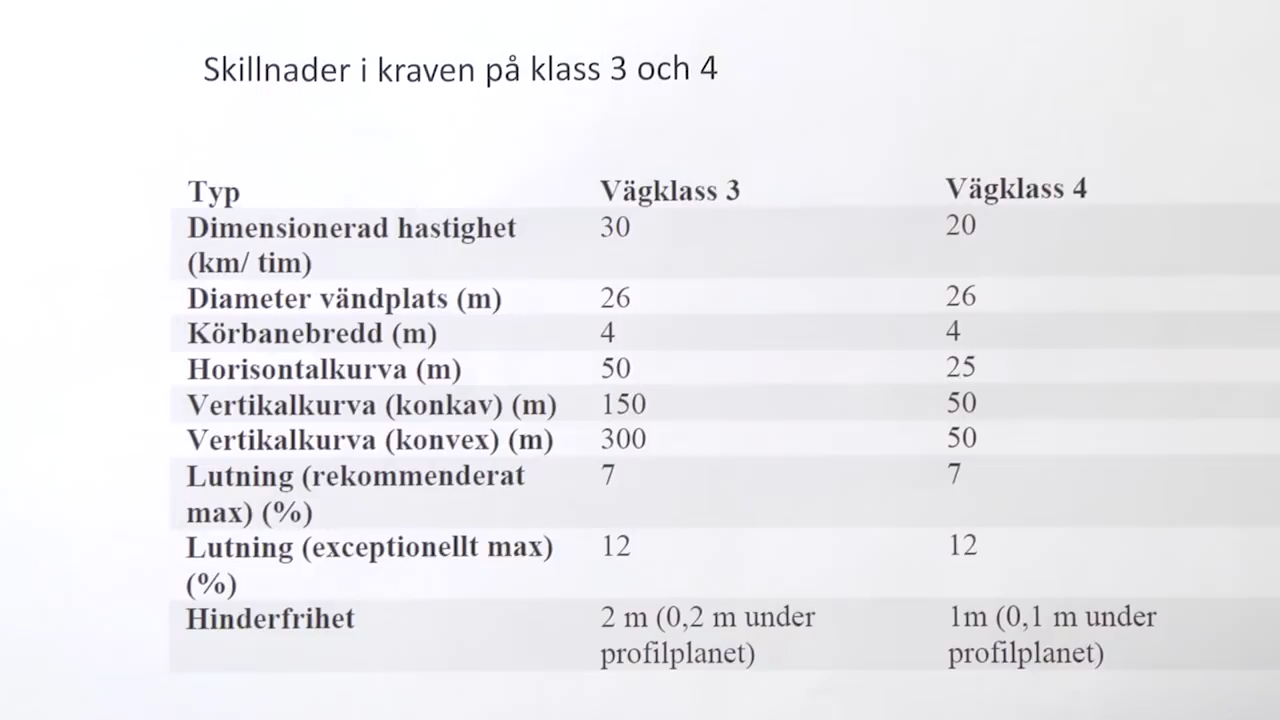 Skillnader i kraven på klass 3 och 4
Typ Vägklass 3 Vägklass 4
Dimensionerad hastighet 30 20
(km/ tim)
Diameter vändplats (m) 26 26
Körbanebredd (m) 4 4
Horisontalkurva (m) 50 25
Vertikalkurva (konkav) (m) 150 50
Vertikalkurva (konvex) (m) 300 50
Lutning (rekommenderat 7 7
max) (%)
Lutning (exceptionellt max) 12 12
(%)
Hinderfrihet 2 m (0,2 m under 1m (0,1 m under
profilplanet) profilplanet)